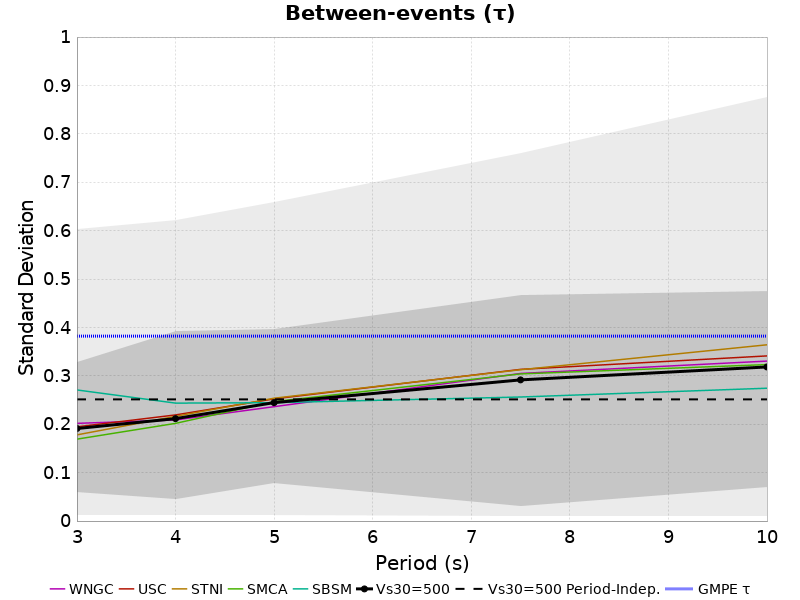 Between-events (τ)
1
0.9
0.8
0.7
0.6
0.5
0.4
0.3
0.2
0.1
0
Standard Deviation
3 4 5 6 7 8 9 10
Period (s)
WNGC USC STNI SMCA SBSM Vs30=500 Vs30=500 Period-Indep. GMPE τ